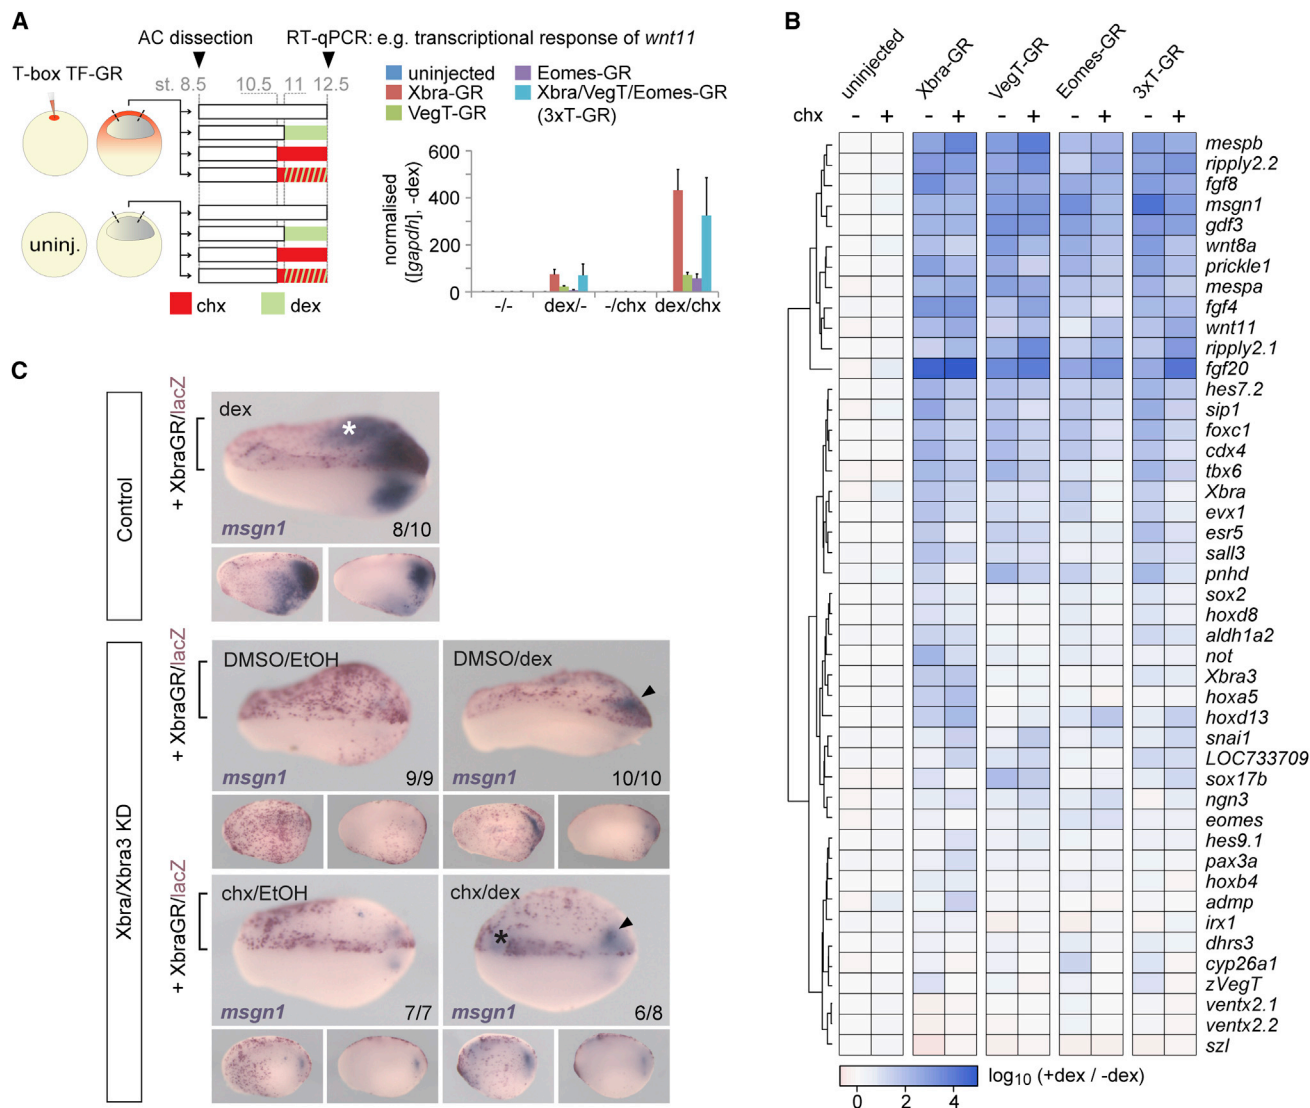 A
AC dissection
RT-qPCR: e.g. transcriptional response of wnt11
T-box TF-GR
st. 8.5 10.5 11 12.5
uninj.
chx dex
uninjected
Xbra-GR
VegT-GR
Eomes-GR
Xbra/VegT/Eomes-GR
(3xT-GR)
normalised
([gapdh], -dex)
600
400
200
0
-/- dex/- -/chx dex/chx
B
uninjected
Xbra-GR
VegT-GR
Eomes-GR
3xT-GR
chx - + - + - + - + - +
mespb
ripply2.2
fgf8
msgn1
gdf3
wnt8a
prickle1
mespa
fgf4
wnt11
ripply2.1
fgf20
hes7.2
sip1
foxc1
cdx4
tbx6
Xbra
evx1
esr5
sall3
pnhd
sox2
hoxd8
aldh1a2
not
Xbra3
hoxa5
hoxd13
snai1
LOC733709
sox17b
ngn3
eomes
hes9.1
pax3a
hoxb4
admp
irx1
dhrs3
cyp26a1
zVegT
ventx2.1
ventx2.2
szl
0 2 4
log10 (+dex / -dex)
C
Control
+ XbraGR/lacZ
dex
*
msgn1
8/10
Xbra/Xbra3 KD
+ XbraGR/lacZ
DMSO/EtOH
msgn1
9/9
DMSO/dex
msgn1
10/10
+ XbraGR/lacZ
chx/EtOH
msgn1
7/7
chx/dex
*
msgn1
6/8